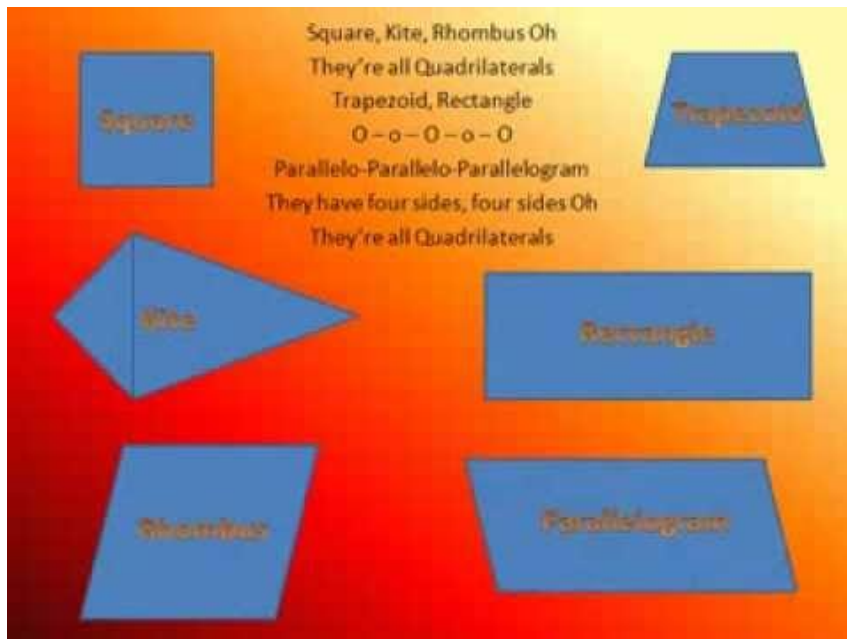 Square, Kite, Rhombus Oh
They're all Quadrilaterals
Trapezoid, Rectangle
O – o – O – o – O
Parallelo-Parallelo-Parallelogram
They have four sides, four sides Oh
They're all Quadrilaterals
Square
Trapezoid
Kite
Rectangle
Rhombus
Parallelogram